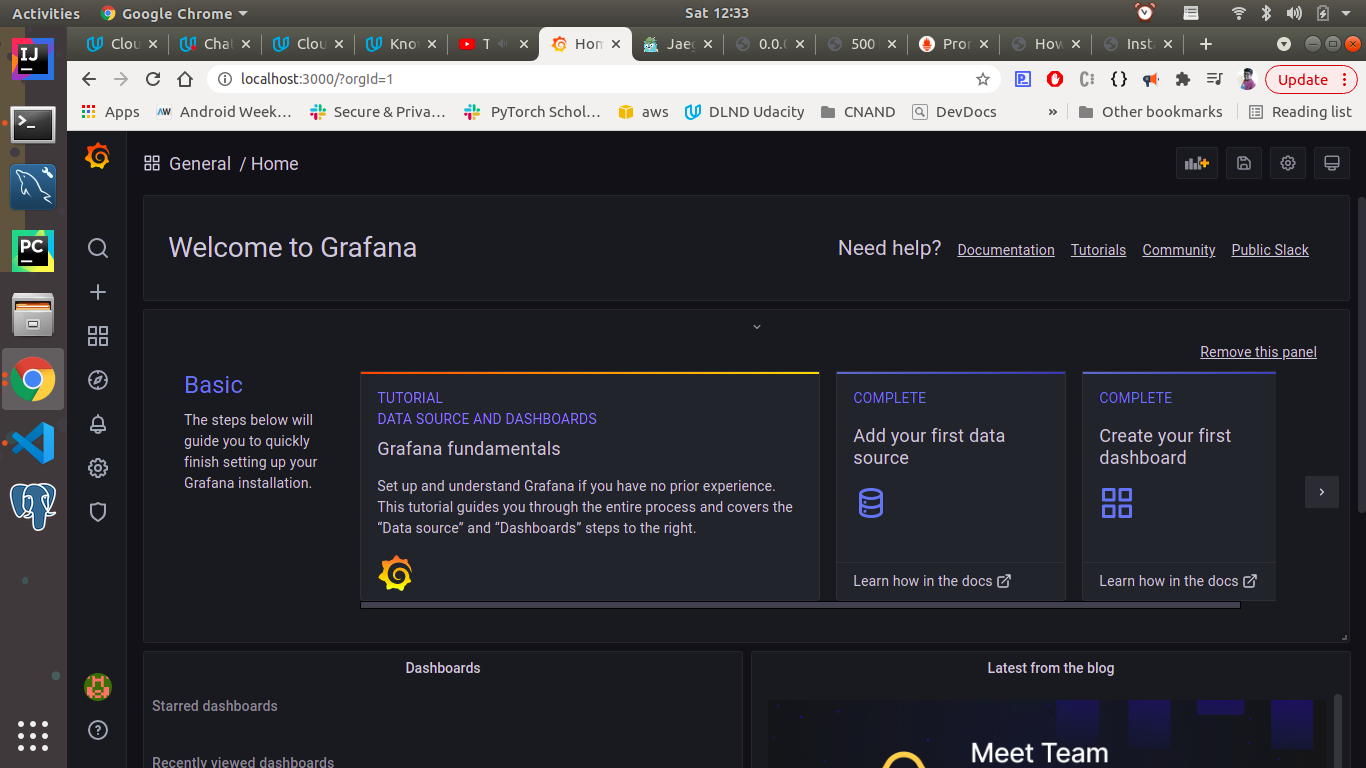 Activities Google Chrome Sat 12:33
Clou Chal Clou Kno T Hom Jaeg 0.0.0 500 Pror How Insta
localhost:3000/?orgId=1 Update
Apps Android Week... Secure & Priva... PyTorch Schol... aws DLND Udacity CNAND DevDocs » Other bookmarks Reading list
General / Home
Welcome to Grafana
Need help? Documentation Tutorials Community Public Slack
Remove this panel
Basic
The steps below will
guide you to quickly
finish setting up your
Grafana installation.
TUTORIAL
DATA SOURCE AND DASHBOARDS
Grafana fundamentals
Set up and understand Grafana if you have no prior experience.
This tutorial guides you through the entire process and covers the
“Data source” and “Dashboards” steps to the right.
COMPLETE
Add your first data
source
Learn how in the docs
COMPLETE
Create your first
dashboard
Learn how in the docs
Dashboards
Starred dashboards
Recently viewed dashboards
Latest from the blog
Meet Team